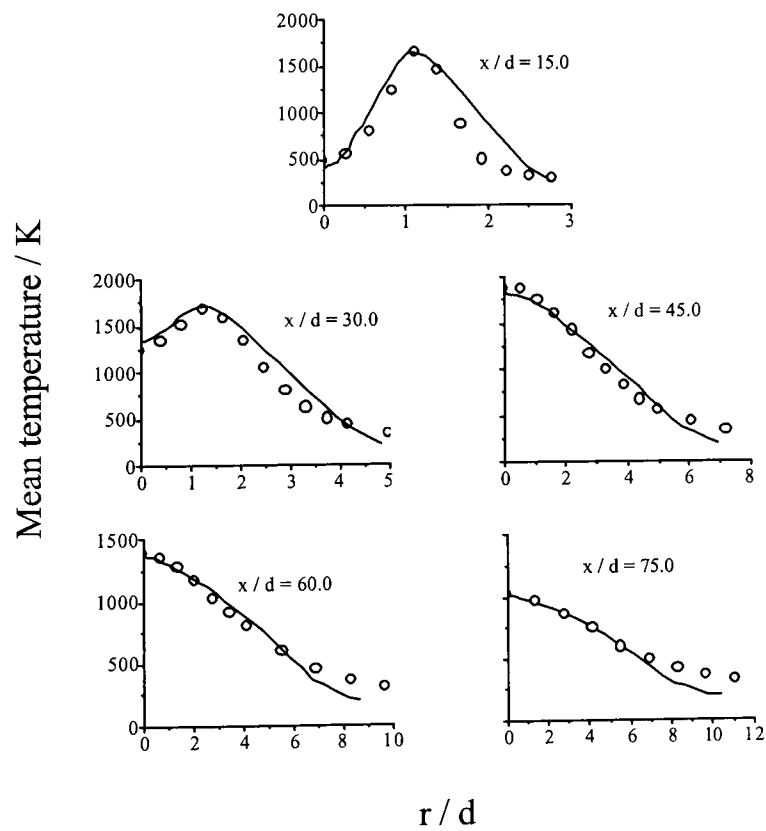 Mean temperature / K
2000
1500
1000
500
0
x / d = 15.0
0 1 2 3
2000
1500
1000
500
0
x / d = 30.0
0 1 2 3 4 5
x / d = 45.0
0 2 4 6 8
1500
1000
500
0
x / d = 60.0
0 2 4 6 8 10
x / d = 75.0
0 2 4 6 8 10 12
r / d